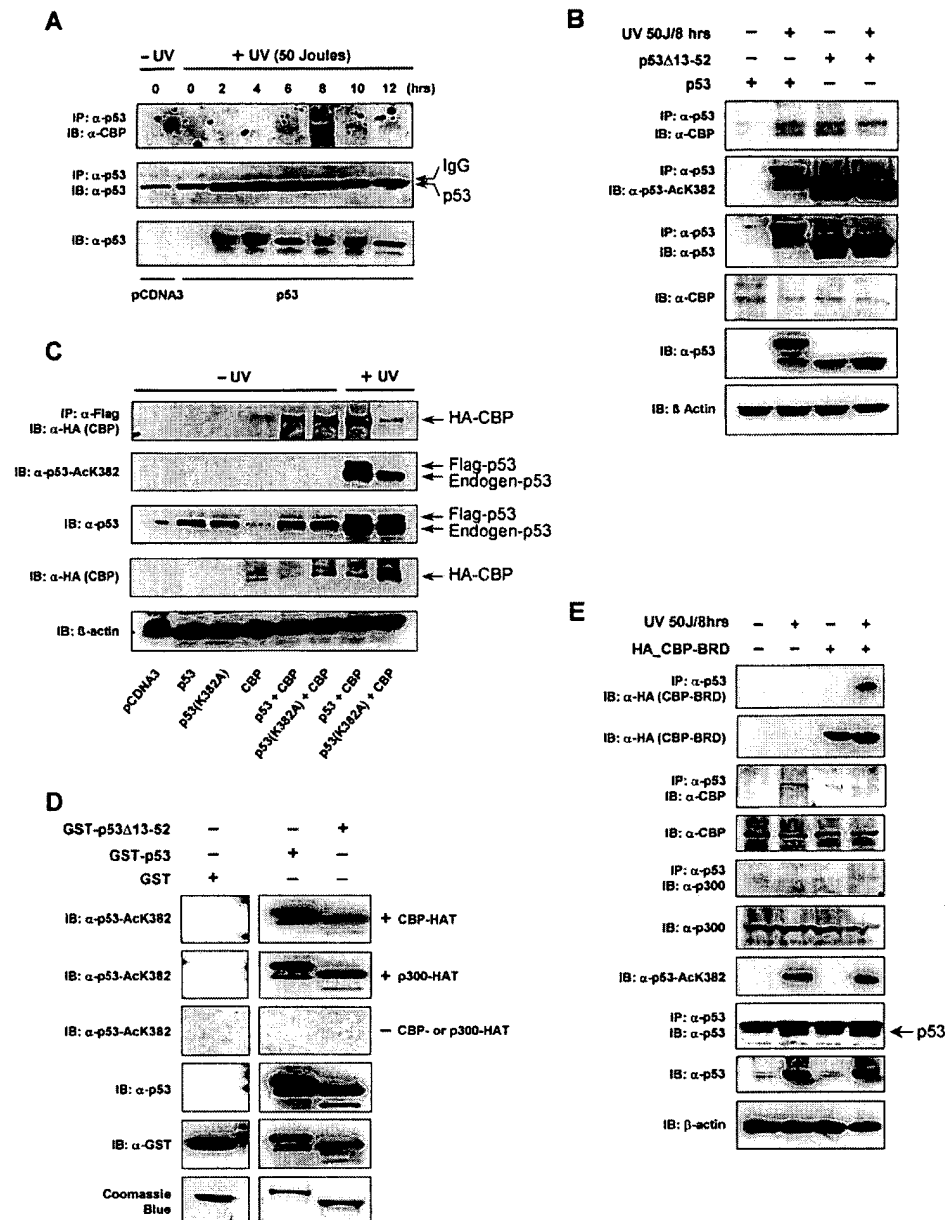 A
– UV
+ UV (50 Joules)
0 0 2 4 6 8 10 12 (hrs)
IP: α-p53
IB: α-CBP
IP: α-p53
IB: α-p53
IgG
p53
IB: α-p53
pCDNA3
p53
B
UV 50J/8 hrs – + – +
p53Δ13-52 – – + +
p53 + + – –
IP: α-p53
IB: α-CBP
IP: α-p53
IB: α-p53-AcK382
IP: α-p53
IB: α-p53
IB: α-CBP
IB: α-p53
IB: ß Actin
C
– UV
+ UV
IP: α-Flag
IB: α-HA (CBP)
HA-CBP
IB: α-p53-AcK382
Flag-p53
Endogen-p53
IB: α-p53
Flag-p53
Endogen-p53
IB: α-HA (CBP)
HA-CBP
IB: ß-actin
pCDNA3
p53
p53(K382A)
CBP
p53 + CBP
p53(K382A) + CBP
p53 + CBP
p53(K382A) + CBP
D
GST-p53Δ13-52 – – +
GST-p53 – + –
GST + – –
IB: α-p53-AcK382
+ CBP-HAT
IB: α-p53-AcK382
+ p300-HAT
IB: α-p53-AcK382
– CBP- or p300-HAT
IB: α-p53
IB: α-GST
Coomassie
Blue
E
UV 50J/8hrs – + – +
HA_CBP-BRD – – + +
IP: α-p53
IB: α-HA (CBP-BRD)
IB: α-HA (CBP-BRD)
IP: α-p53
IB: α-CBP
IB: α-CBP
IP: α-p53
IB: α-p300
IB: α-p300
IB: α-p53-AcK382
IP: α-p53
IB: α-p53
p53
IB: α-p53
IB: β-actin